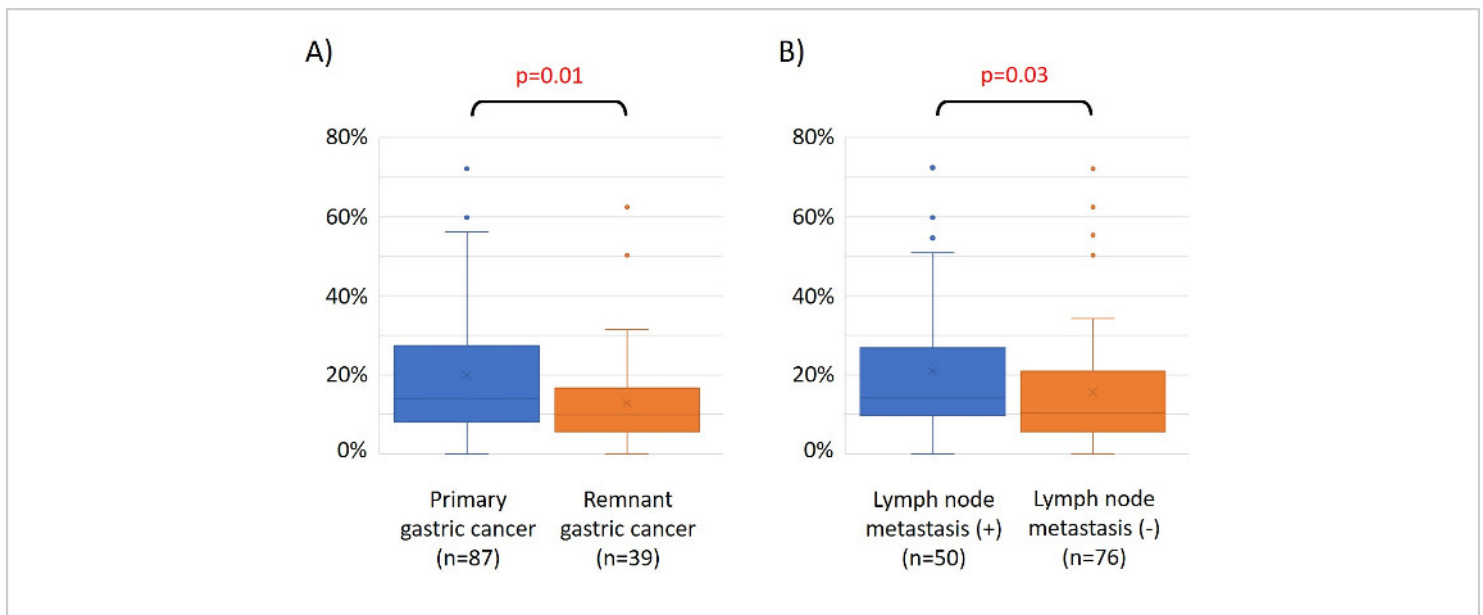 A)
p=0.01
80%
60%
40%
20%
0%
Primary
gastric cancer
(n=87)
Remnant
gastric cancer
(n=39)
B)
p=0.03
80%
60%
40%
20%
0%
Lymph node
metastasis (+)
(n=50)
Lymph node
metastasis (-)
(n=76)